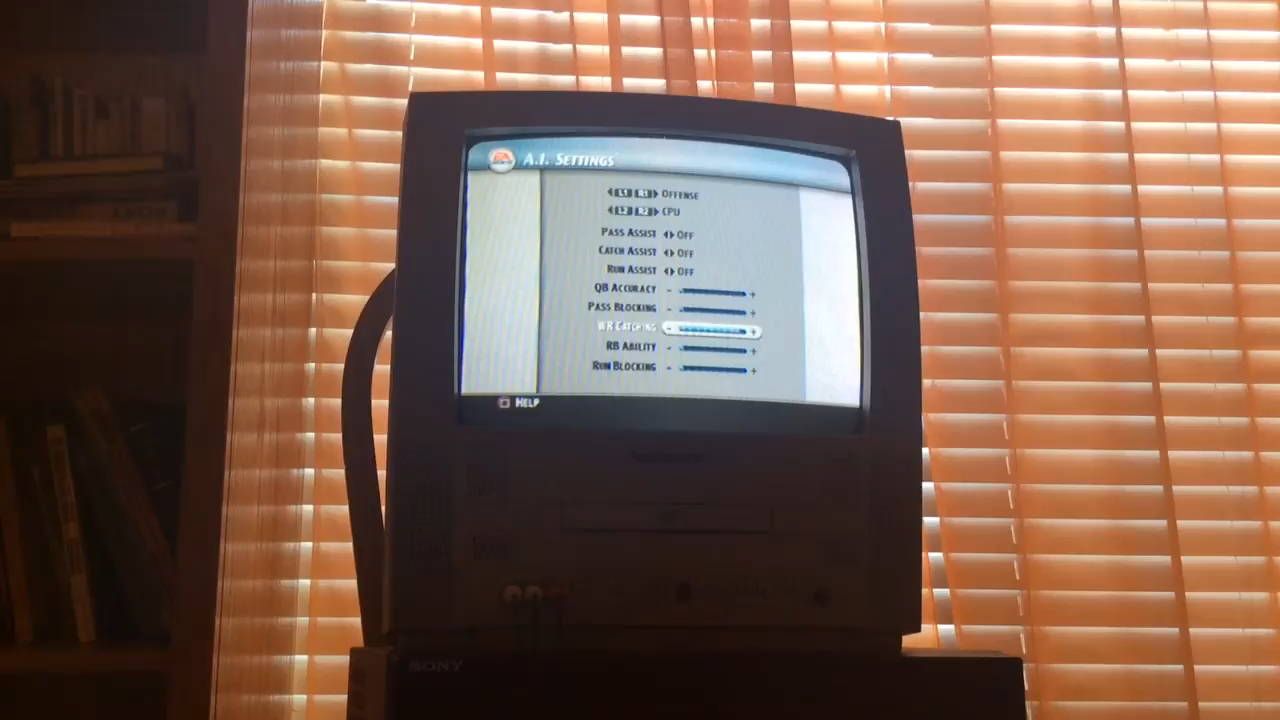 EA A.I. SETTINGS
L1 R1 OFFENSE
L2 R2 CPU
PASS ASSIST OFF
CATCH ASSIST OFF
RUN ASSIST OFF
QB ACCURACY - +
PASS BLOCKING - +
WR CATCHING - +
RB ABILITY - +
RUN BLOCKING - +
HELP
SONY